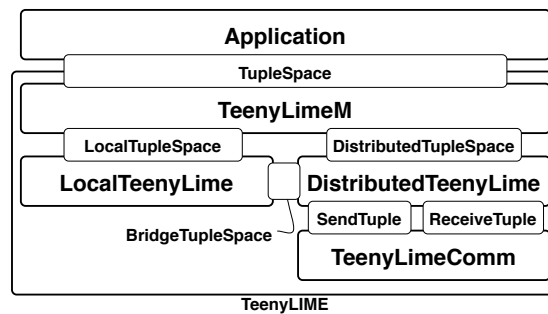 Application
TupleSpace
TeenyLimeM
LocalTupleSpace DistributedTupleSpace
LocalTeenyLime DistributedTeenyLime
SendTuple ReceiveTuple
BridgeTupleSpace
TeenyLimeComm
TeenyLIME